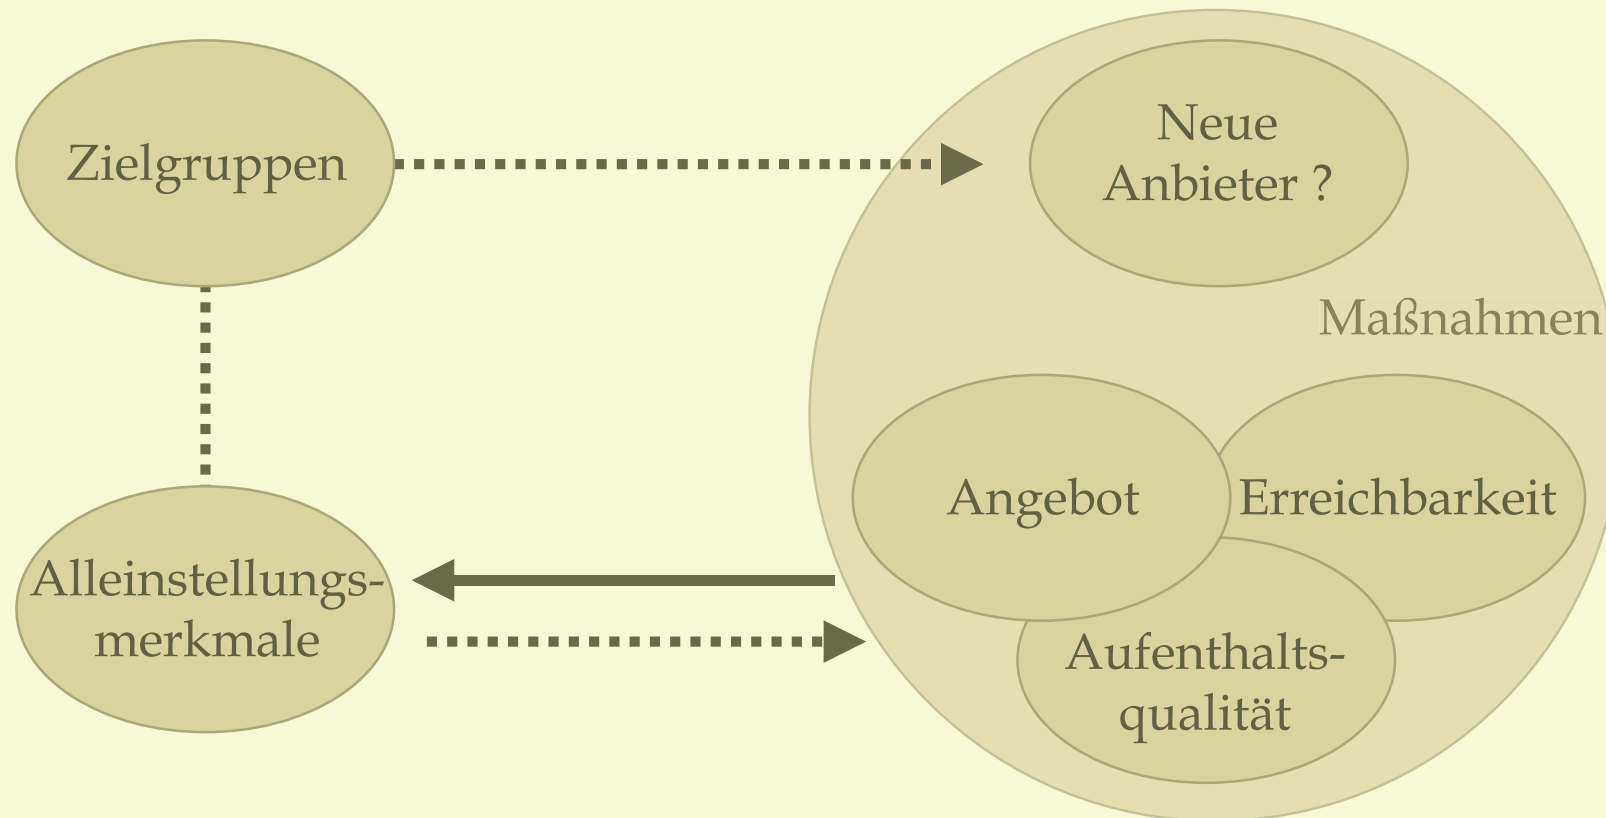 Zielgruppen
Neue
Anbieter ?
Maßnahmen
Angebot
Erreichbarkeit
Alleinstellungs-
merkmale
Aufenthalts-
qualität